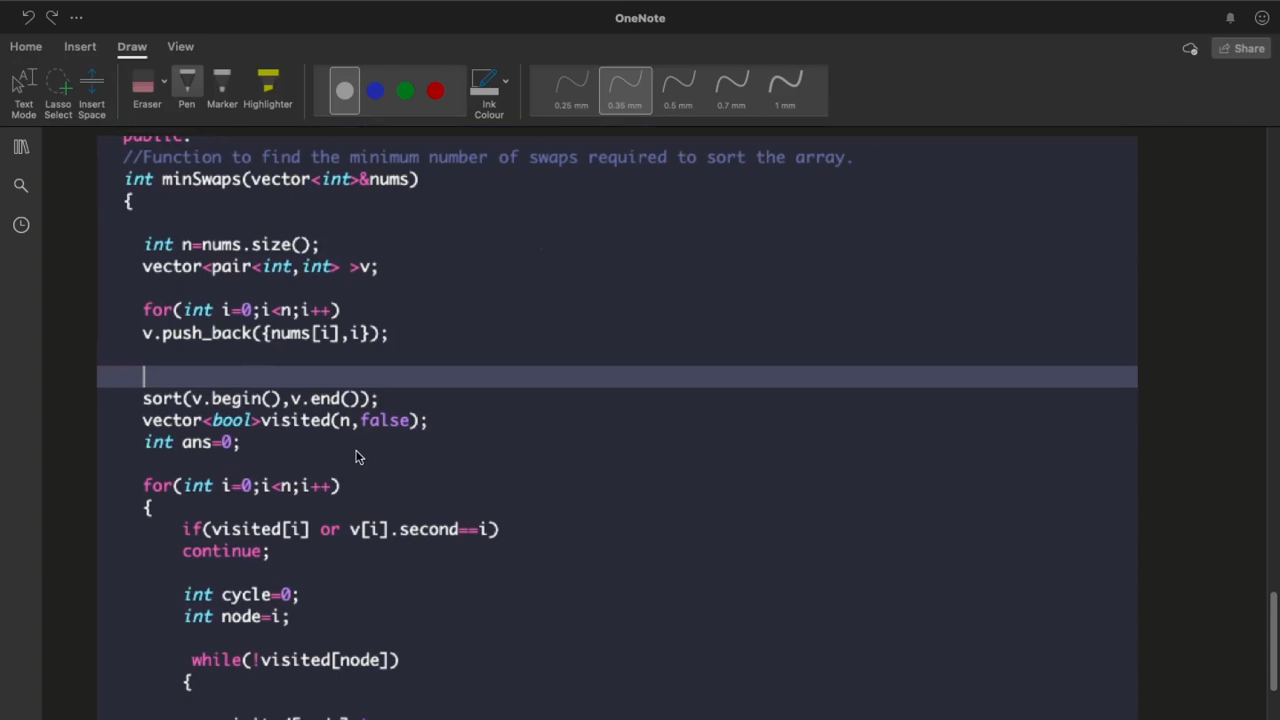 OneNote
Home Insert Draw View
Share
Text Mode
Lasso Select
Insert Space
Eraser
Pen
Marker
Highlighter
Ink Colour
0.25 mm
0.35 mm
0.5 mm
0.7 mm
1 mm
public:
//Function to find the minimum number of swaps required to sort the array.
int minSwaps(vector<int>&nums)
{
int n=nums.size();
vector<pair<int,int> >v;
for(int i=0;i<n;i++)
v.push_back({nums[i],i});
sort(v.begin(),v.end());
vector<bool>visited(n,false);
int ans=0;
for(int i=0;i<n;i++)
{
if(visited[i] or v[i].second==i)
continue;
int cycle=0;
int node=i;
while(!visited[node])
{